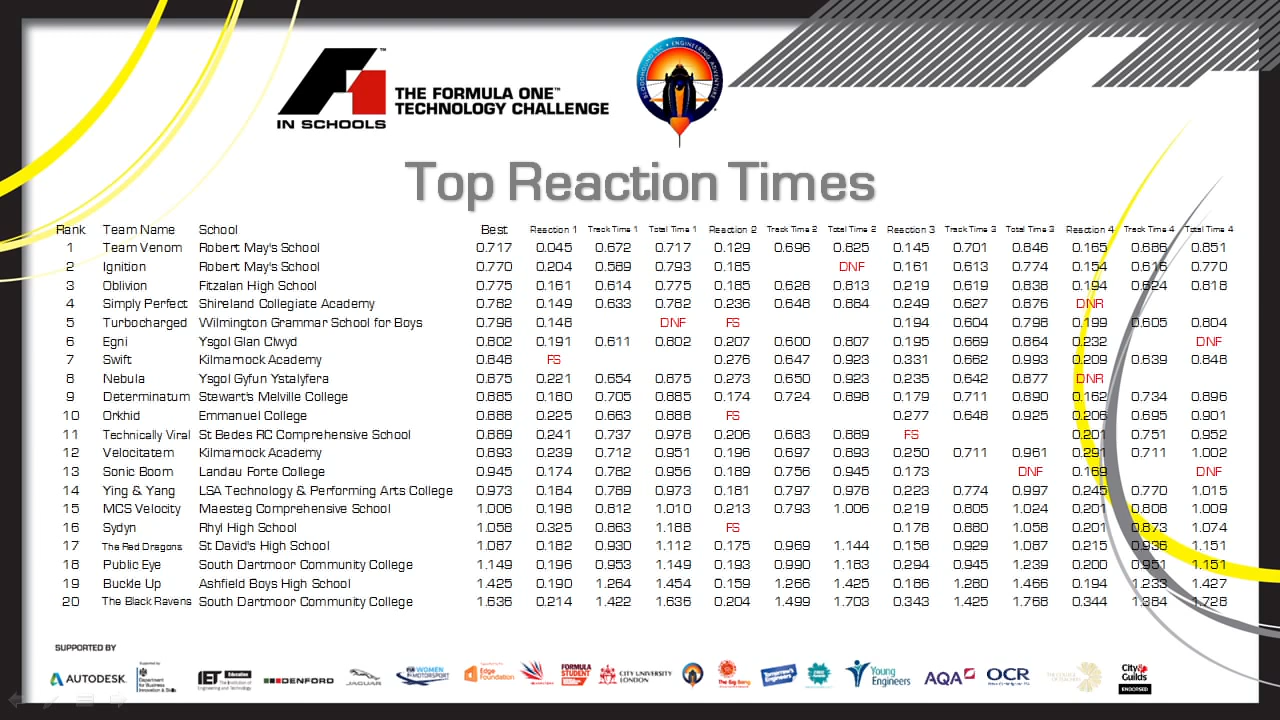 THE FORMULA ONE™
TECHNOLOGY CHALLENGE
IN SCHOOLS
Top Reaction Times
Rank Team Name School Best Reaction 1 Track Time 1 Total Time 1 Reaction 2 Track Time 2 Total Time 2 Reaction 3 Track Time 3 Total Time 3 Reaction 4 Track Time 4 Total Time 4
1 Team Venom Robert May's School 0.717 0.045 0.672 0.717 0.129 0.696 0.825 0.145 0.701 0.846 0.165 0.686 0.851
2 Ignition Robert May's School 0.770 0.204 0.589 0.793 0.185 DNF 0.161 0.613 0.774 0.154 0.616 0.770
3 Oblivion Fitzalan High School 0.775 0.161 0.614 0.775 0.185 0.628 0.813 0.219 0.619 0.838 0.194 0.624 0.818
4 Simply Perfect Shireland Collegiate Academy 0.782 0.149 0.633 0.782 0.236 0.648 0.884 0.249 0.627 0.876 DNR
5 Turbocharged Wilmington Grammar School for Boys 0.798 0.148 DNF FS 0.194 0.604 0.798 0.199 0.605 0.804
6 Egni Ysgol Glan Clwyd 0.802 0.191 0.611 0.802 0.207 0.600 0.807 0.195 0.669 0.864 0.232 DNF
7 Swift Kilmarnock Academy 0.848 FS 0.276 0.647 0.923 0.331 0.662 0.993 0.209 0.639 0.848
8 Nebula Ysgol Gyfun Ystalyfera 0.875 0.221 0.654 0.875 0.273 0.650 0.923 0.235 0.642 0.877 DNR
9 Determinatum Stewart's Melville College 0.885 0.180 0.705 0.885 0.174 0.724 0.898 0.179 0.711 0.890 0.162 0.734 0.896
10 Orkhid Emmanuel College 0.888 0.225 0.663 0.888 FS 0.277 0.648 0.925 0.206 0.695 0.901
11 Technically Viral St Bedes RC Comprehensive School 0.889 0.241 0.737 0.978 0.206 0.683 0.889 FS 0.201 0.751 0.952
12 Velocitatem Kilmarnock Academy 0.893 0.239 0.712 0.951 0.196 0.697 0.893 0.250 0.711 0.961 0.291 0.711 1.002
13 Sonic Boom Landau Forte College 0.945 0.174 0.782 0.956 0.189 0.756 0.945 0.173 DNF 0.169 DNF
14 Ying & Yang LSA Technology & Performing Arts College 0.973 0.184 0.789 0.973 0.181 0.797 0.978 0.223 0.774 0.997 0.245 0.770 1.015
15 MCS Velocity Maesteg Comprehensive School 1.006 0.198 0.812 1.010 0.213 0.793 1.006 0.219 0.805 1.024 0.201 0.808 1.009
16 Sydyn Rhyl High School 1.058 0.325 0.863 1.188 FS 0.178 0.880 1.058 0.201 0.873 1.074
17 The Red Dragons St David's High School 1.087 0.182 0.930 1.112 0.175 0.969 1.144 0.158 0.929 1.087 0.215 0.936 1.151
18 Public Eye South Dartmoor Community College 1.149 0.196 0.953 1.149 0.193 0.990 1.183 0.294 0.945 1.239 0.200 0.951 1.151
19 Buckle Up Ashfield Boys High School 1.425 0.190 1.264 1.454 0.159 1.266 1.425 0.186 1.280 1.466 0.194 1.233 1.427
20 The Black Ravens South Dartmoor Community College 1.636 0.214 1.422 1.636 0.204 1.499 1.703 0.343 1.425 1.768 0.344 1.384 1.728
SUPPORTED BY
AUTODESK
Supported by
Department for Business Innovation & Skills
IET Education
The Institution of Engineering and Technology
DENFORD
JAGUAR
WOMEN MOTORSPORT
Edge Foundation
FORMULA STUDENT
CITY UNIVERSITY LONDON
The Big Bang
Young Engineers
AQA
OCR
City& Guilds
ENDORSED